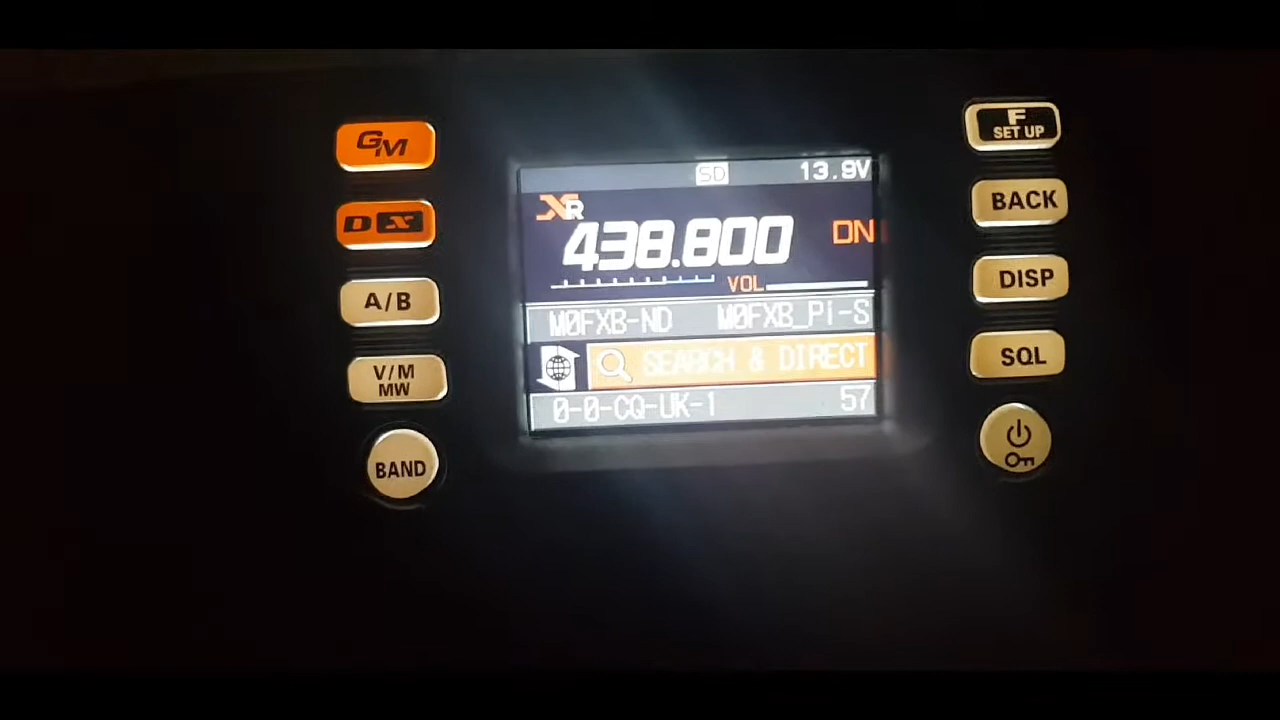 GM
DX
A/B
V/M
MW
BAND
SD 13.9V
XR
438.800 DN
VOL
M0FXB-ND M0FXB_Pi-S
SEARCH & DIRECT
0-0-CQ-UK-1 57
F
SET UP
BACK
DISP
SQL